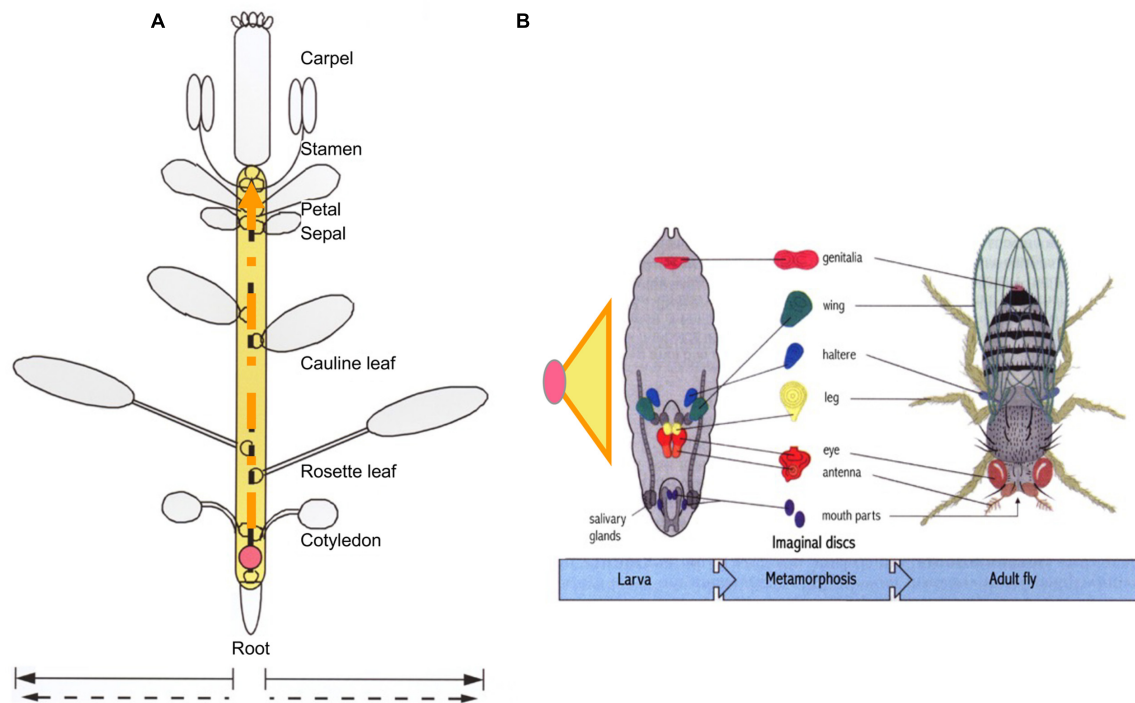 A
Carpel
Stamen
Petal
Sepal
Cauline leaf
Rosette leaf
Cotyledon
Root
B
genitalia
wing
haltere
leg
eye
antenna
mouth parts
salivary
glands
Imaginal discs
Larva
Metamorphosis
Adult fly